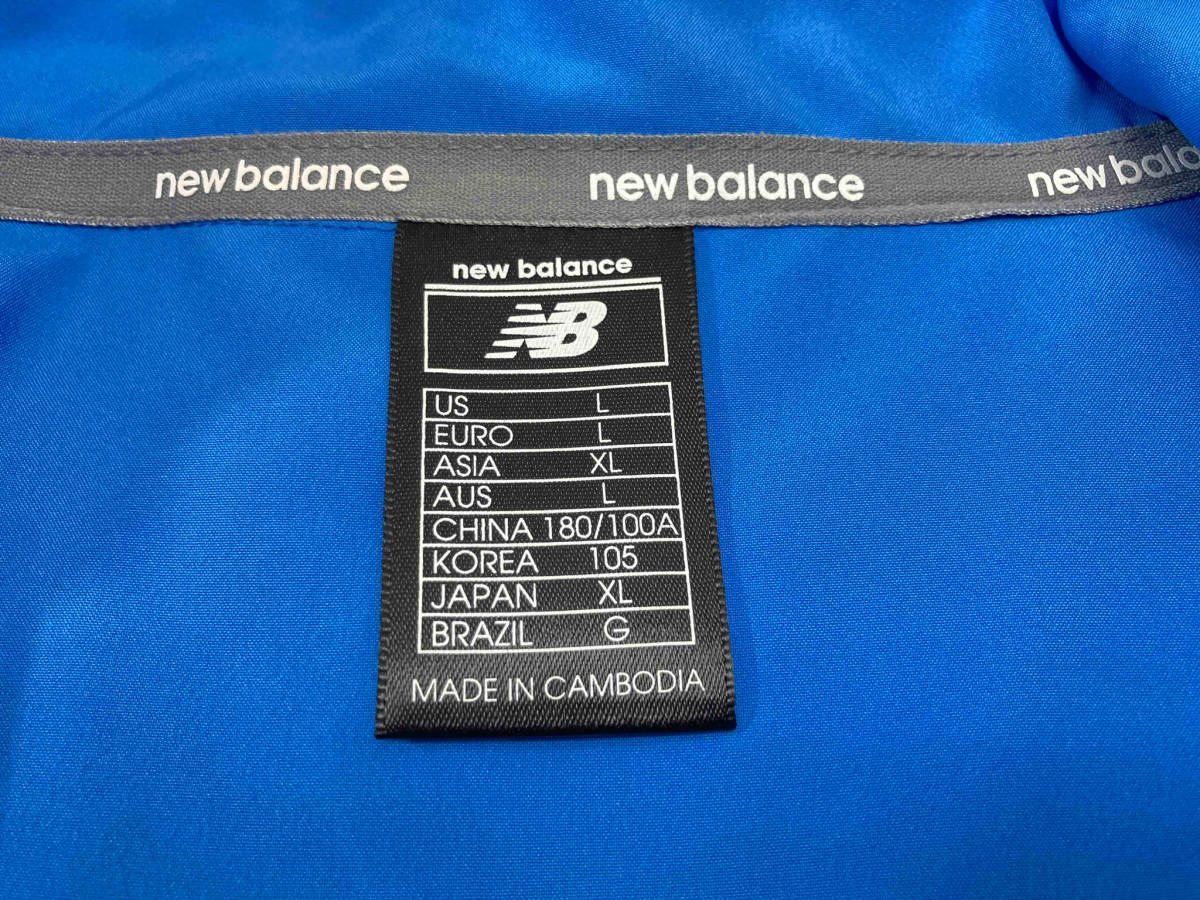 new balance new balance new balance
new balance
NB
US L
EURO L
ASIA XL
AUS L
CHINA 180/100A
KOREA 105
JAPAN XL
BRAZIL G
MADE IN CAMBODIA